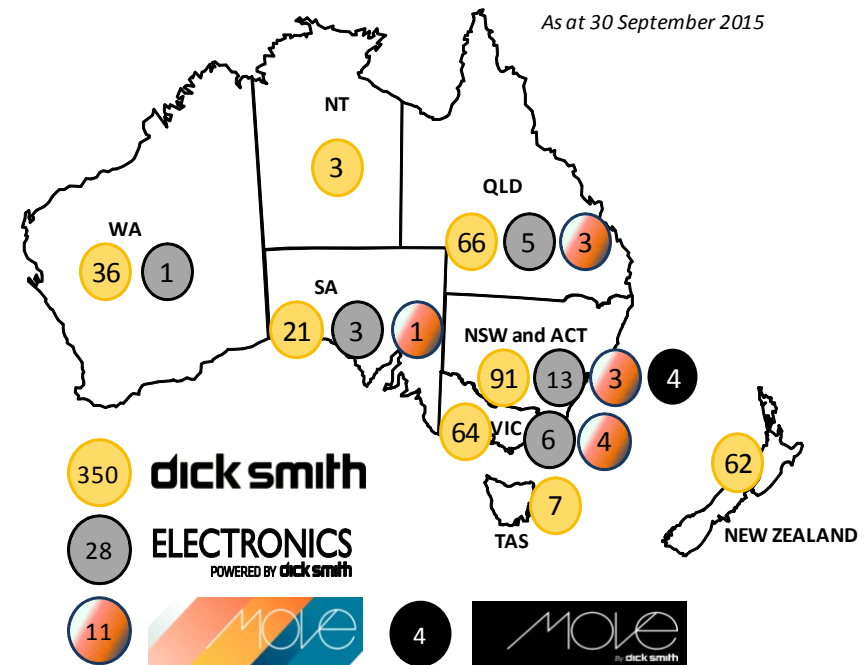 As at 30 September 2015
NT
3
QLD
66 5 3
WA
36 1
SA
21 3 1
NSW and ACT
91 13 3 4
64 VIC 6 4
62
7
TAS
NEW ZEALAND
350 dick smith
28 ELECTRONICS
POWERED BY dick smith
11 MOVE 4 MOVE
By dick smith